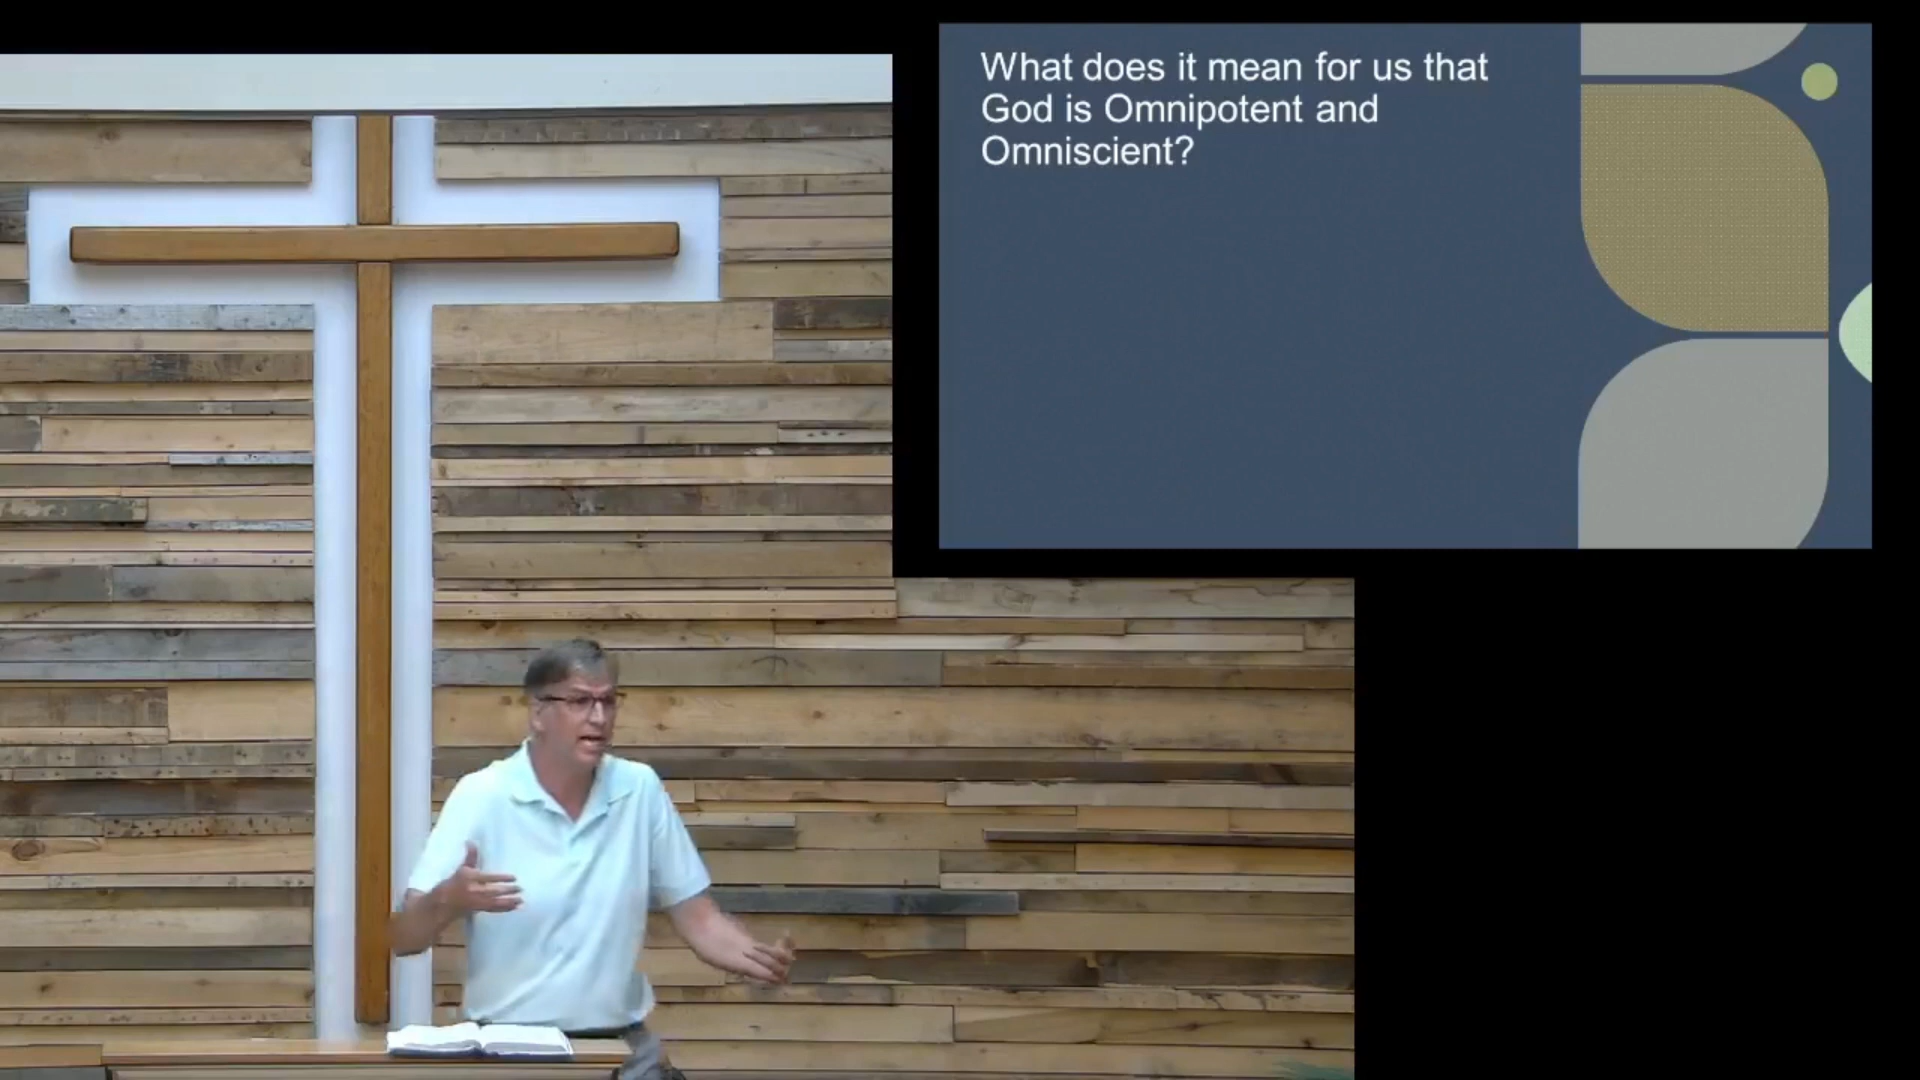 What does it mean for us that
God is Omnipotent and
Omniscient?